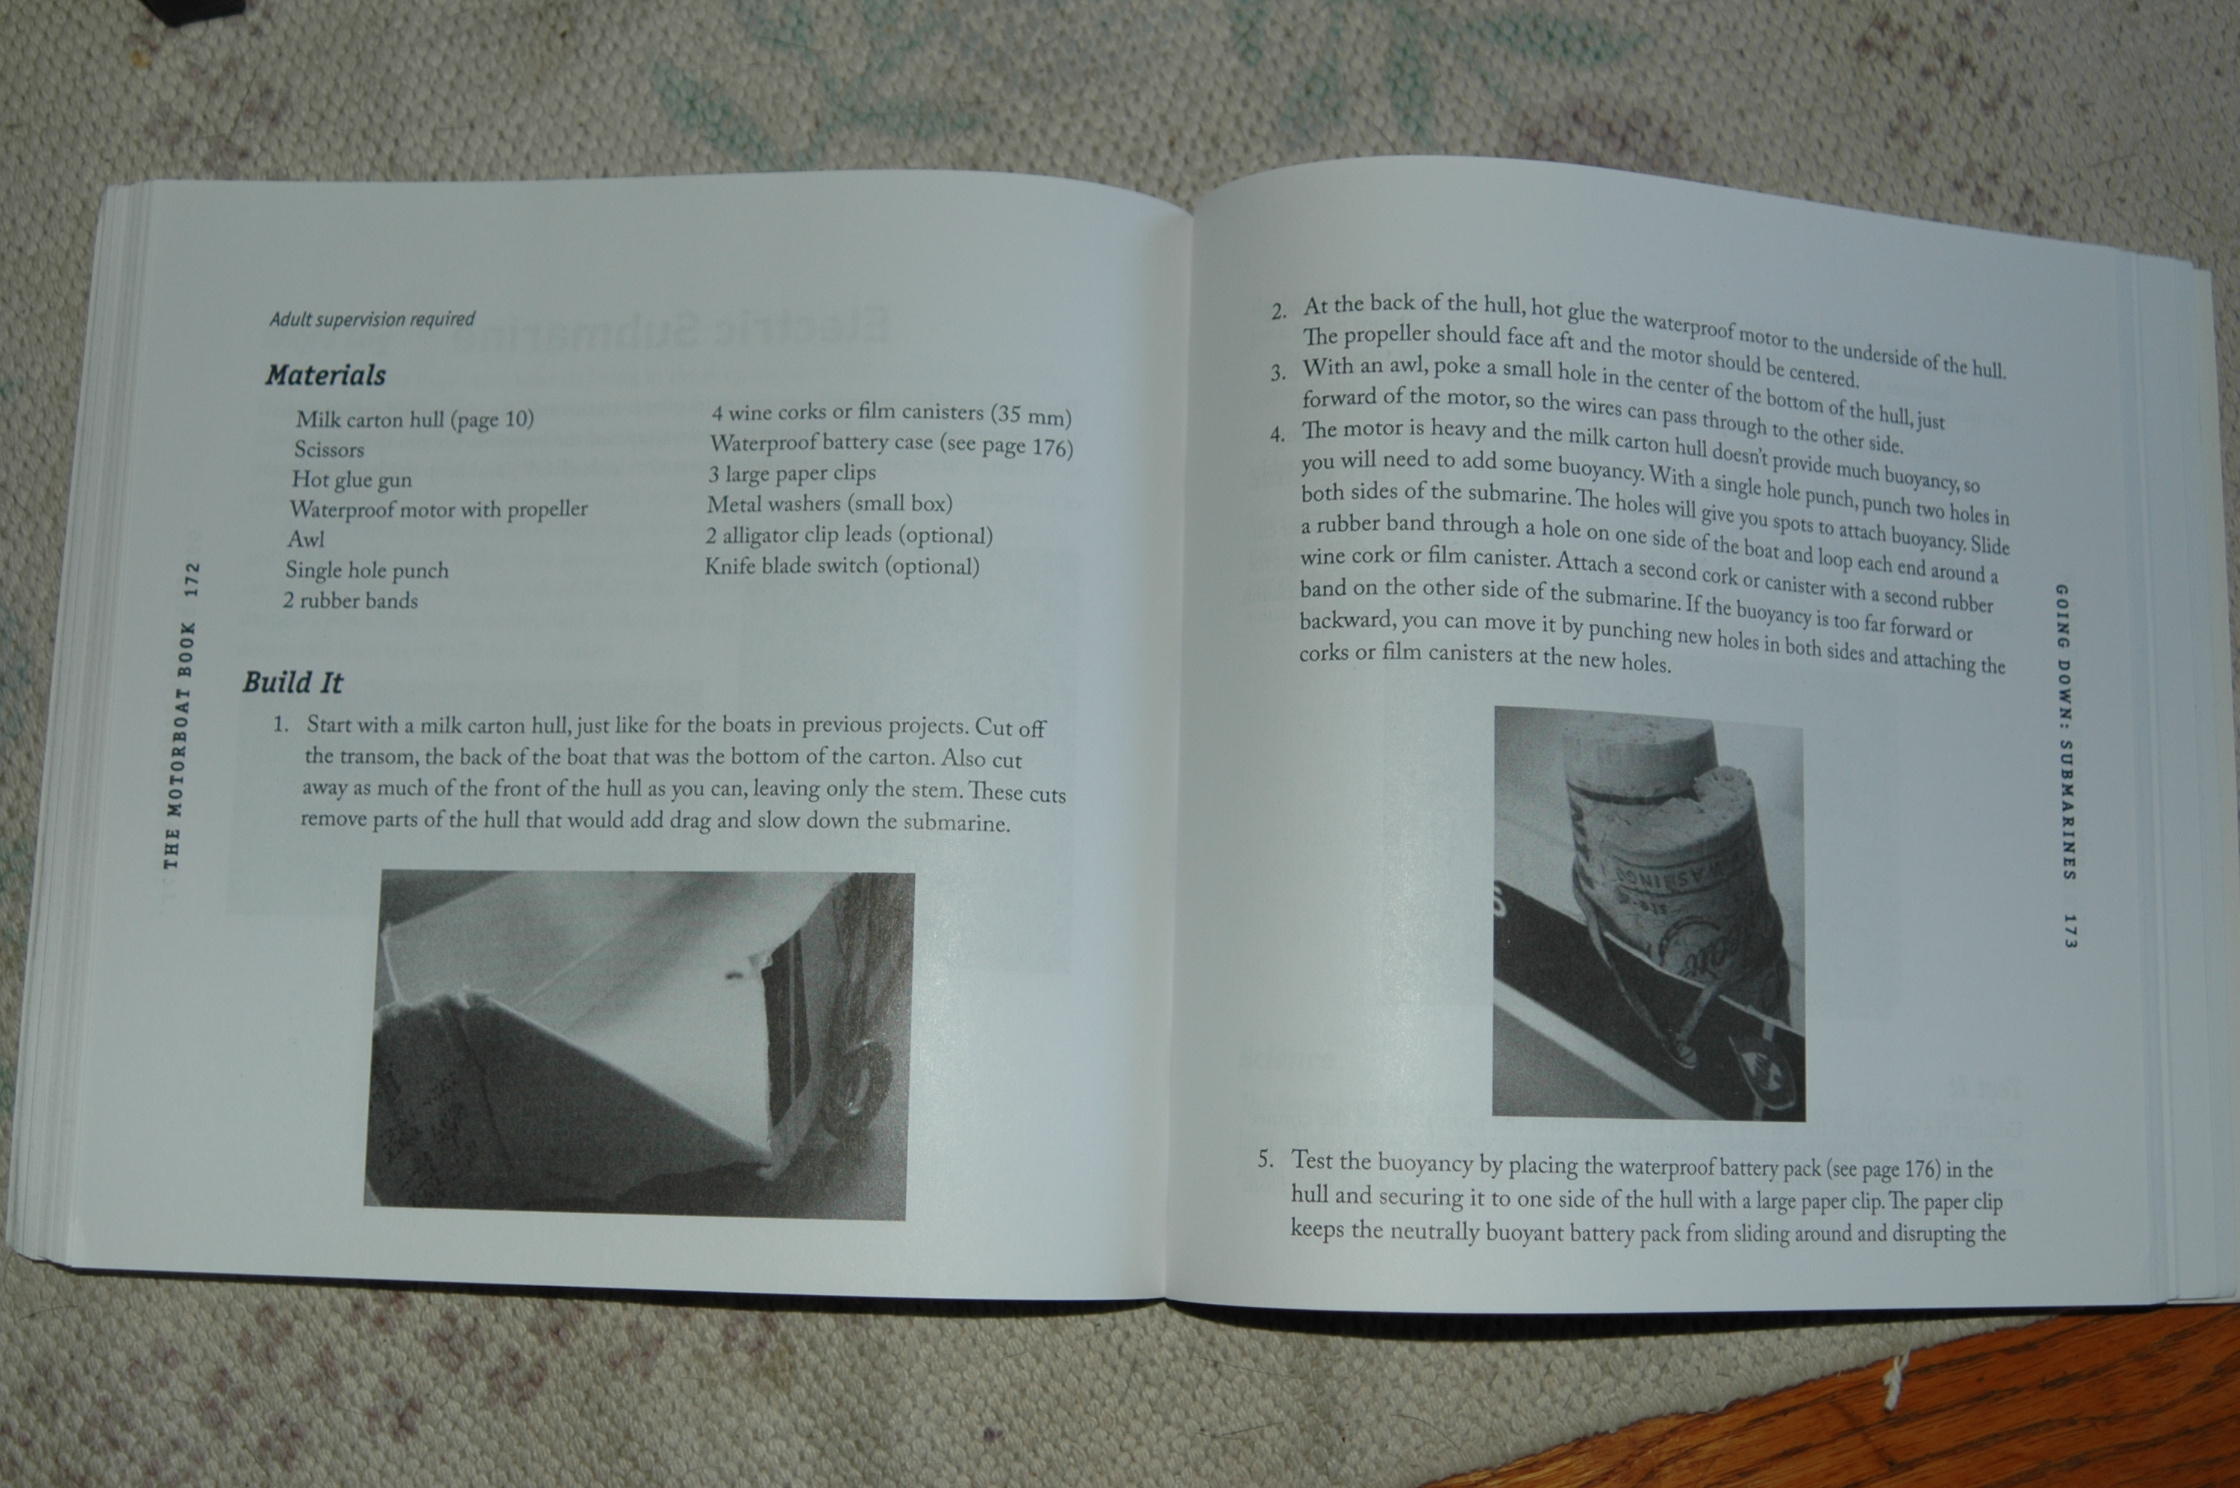 Adult supervision required
Materials
Milk carton hull (page 10)
Scissors
Hot glue gun
Waterproof motor with propeller
Awl
Single hole punch
2 rubber bands
4 wine corks or film canisters (35 mm)
Waterproof battery case (see page 176)
3 large paper clips
Metal washers (small box)
2 alligator clip leads (optional)
Knife blade switch (optional)
Build It
1. Start with a milk carton hull, just like for the boats in previous projects. Cut off
the transom, the back of the boat that was the bottom of the carton. Also cut
away as much of the front of the hull as you can, leaving only the stem. These cuts
remove parts of the hull that would add drag and slow down the submarine.
THE MOTORBOAT BOOK 172
2. At the back of the hull, hot glue the waterproof motor to the underside of the hull.
The propeller should face aft and the motor should be centered.
3. With an awl, poke a small hole in the center of the bottom of the hull, just
forward of the motor, so the wires can pass through to the other side.
4. The motor is heavy and the milk carton hull doesn't provide much buoyancy, so
you will need to add some buoyancy. With a single hole punch, punch two holes in
both sides of the submarine. The holes will give you spots to attach buoyancy. Slide
a rubber band through a hole on one side of the boat and loop each end around a
wine cork or film canister. Attach a second cork or canister with a second rubber
band on the other side of the submarine. If the buoyancy is too far forward or
backward, you can move it by punching new holes in both sides and attaching the
corks or film canisters at the new holes.
5. Test the buoyancy by placing the waterproof battery pack (see page 176) in the
hull and securing it to one side of the hull with a large paper clip. The paper clip
keeps the neutrally buoyant battery pack from sliding around and disrupting the
GOING DOWN: SUBMARINES 173